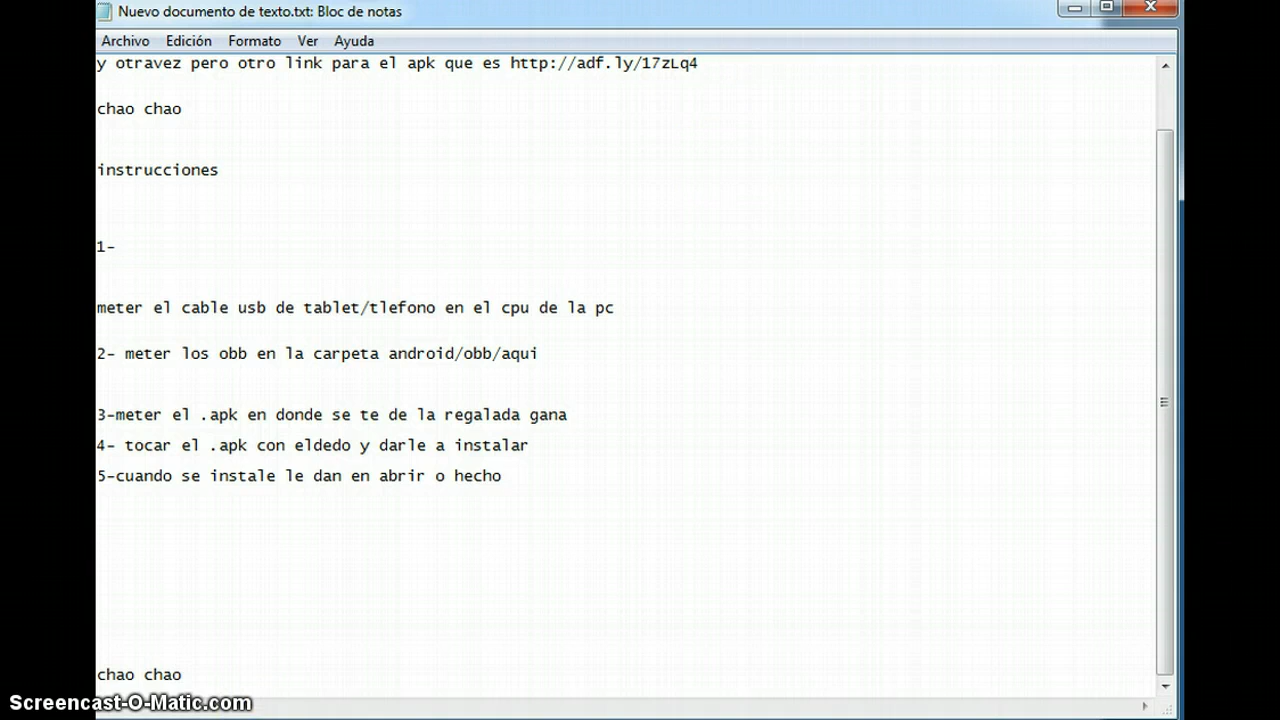 Nuevo documento de texto.txt: Bloc de notas
Archivo Edición Formato Ver Ayuda
y otravez pero otro link para el apk que es http://adf.ly/17zLq4
chao chao
instrucciones
1-
meter el cable usb de tablet/tlefono en el cpu de la pc
2- meter los obb en la carpeta android/obb/aqui
3-meter el .apk en donde se te de la regalada gana
4- tocar el .apk con eldedo y darle a instalar
5-cuando se instale le dan en abrir o hecho
chao chao
Screencast-O-Matic.com